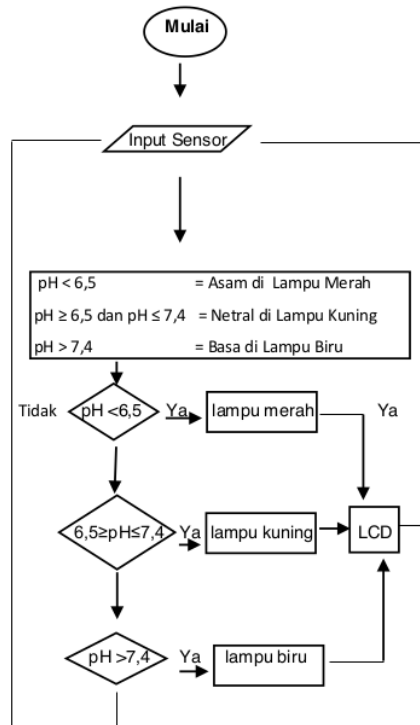 Mulai
Input Sensor
pH < 6,5 = Asam di Lampu Merah
pH ≥ 6,5 dan pH ≤ 7,4 = Netral di Lampu Kuning
pH > 7,4 = Basa di Lampu Biru
Tidak pH <6,5 Ya lampu merah Ya
6,5≥pH≤7,4 Ya lampu kuning LCD
pH >7,4 Ya lampu biru